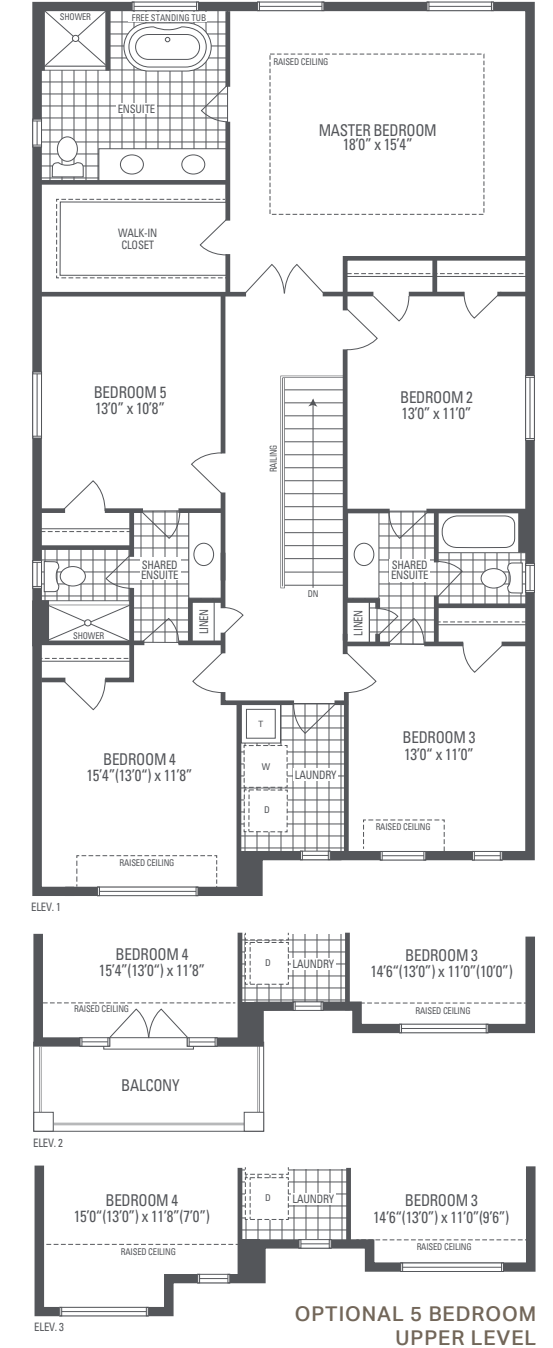 SHOWER
FREE STANDING TUB
ENSUITE
RAISED CEILING
MASTER BEDROOM
18'0" x 15'4"
WALK-IN
CLOSET
BEDROOM 5
13'0" x 10'8"
BEDROOM 2
13'0" x 11'0"
RAILING
DN
SHARED
ENSUITE
SHARED
ENSUITE
SHOWER
LINEN
LINEN
T
W
D
LAUNDRY
BEDROOM 4
15'4"(13'0") x 11'8"
RAISED CEILING
BEDROOM 3
13'0" x 11'0"
RAISED CEILING
ELEV. 1
BEDROOM 4
15'4"(13'0") x 11'8"
RAISED CEILING
D
LAUNDRY
BEDROOM 3
14'6"(13'0") x 11'0"(10'0")
RAISED CEILING
BALCONY
ELEV. 2
BEDROOM 4
15'0"(13'0") x 11'8"(7'0")
RAISED CEILING
D
LAUNDRY
BEDROOM 3
14'6"(13'0") x 11'0"(9'6")
RAISED CEILING
ELEV. 3
OPTIONAL 5 BEDROOM
UPPER LEVEL